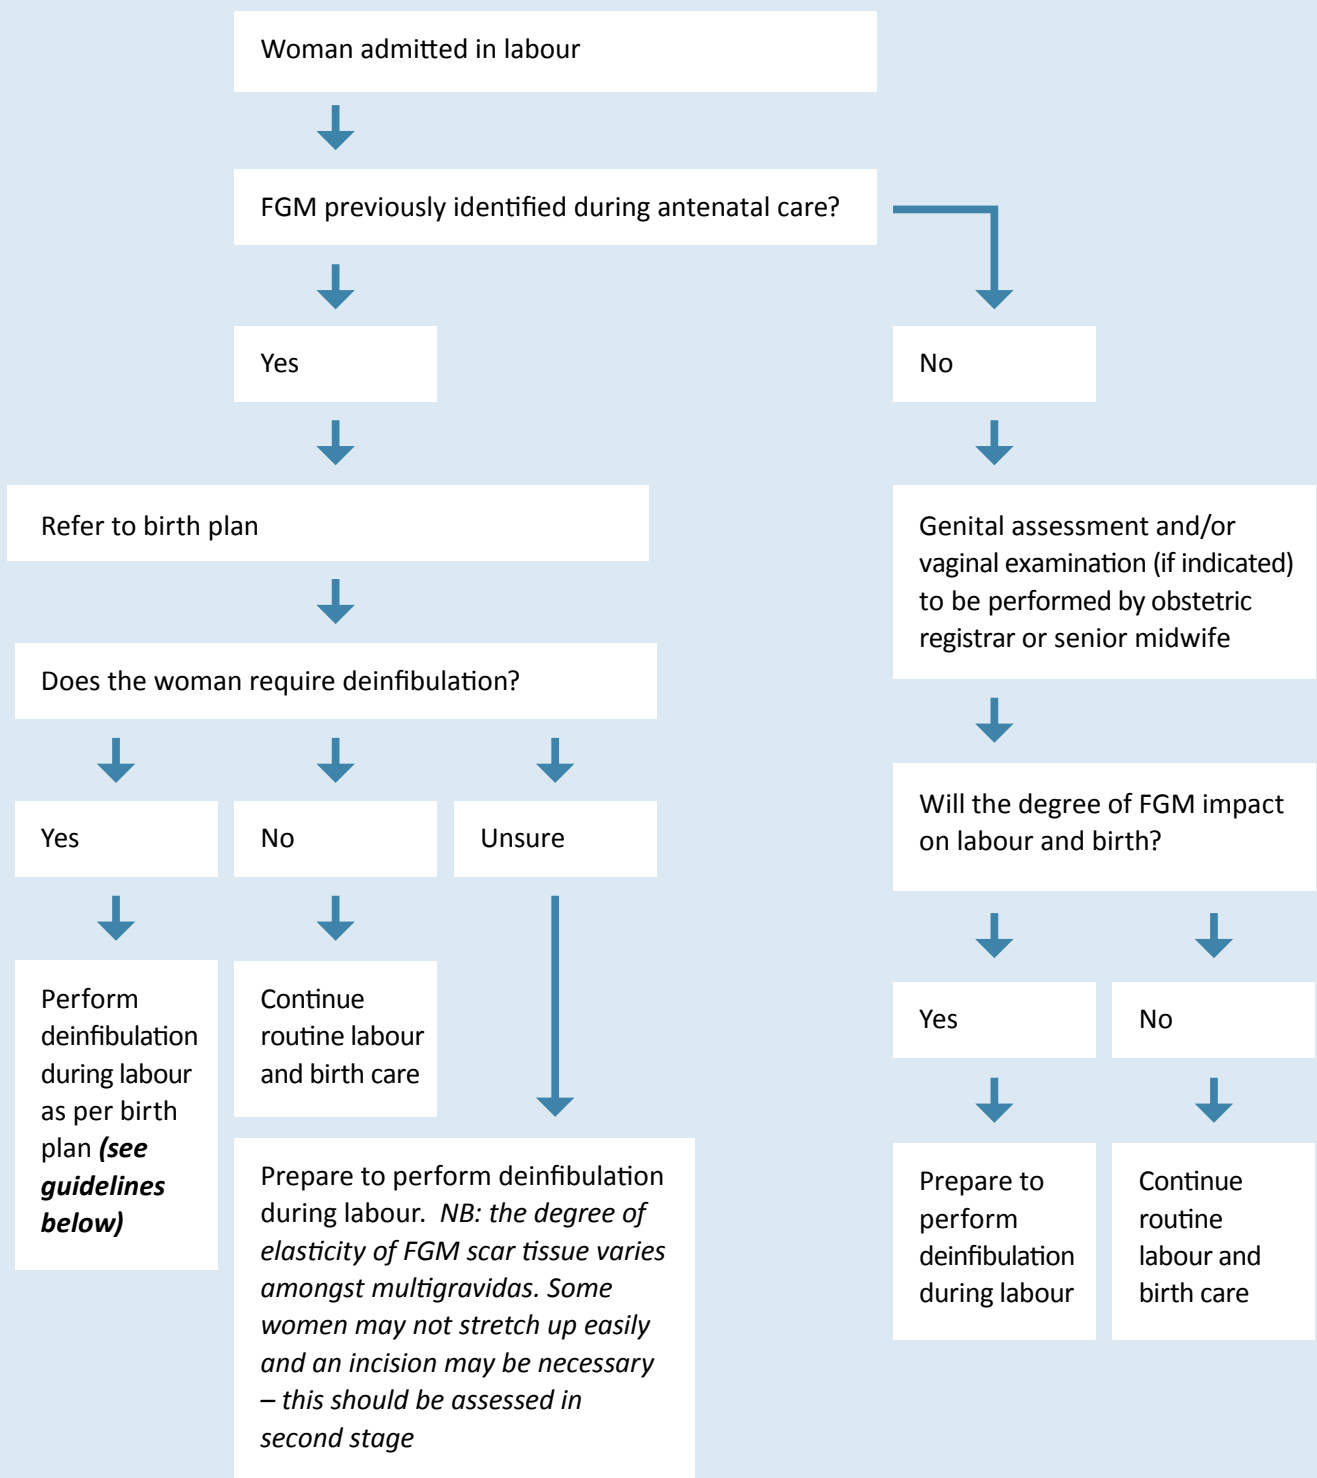 Woman admitted in labour
FGM previously identified during antenatal care?
Yes
No
Refer to birth plan
Genital assessment and/or
vaginal examination (if indicated)
to be performed by obstetric
registrar or senior midwife
Does the woman require deinfibulation?
Will the degree of FGM impact
on labour and birth?
Yes
No
Unsure
Perform
deinfibulation
during labour
as per birth
plan (see
guidelines
below)
Continue
routine labour
and birth care
Prepare to perform deinfibulation
during labour.  NB: the degree of
elasticity of FGM scar tissue varies
amongst multigravidas. Some
women may not stretch up easily
and an incision may be necessary
– this should be assessed in
second stage
Yes
No
Prepare to
perform
deinfibulation
during labour
Continue
routine
labour and
birth care